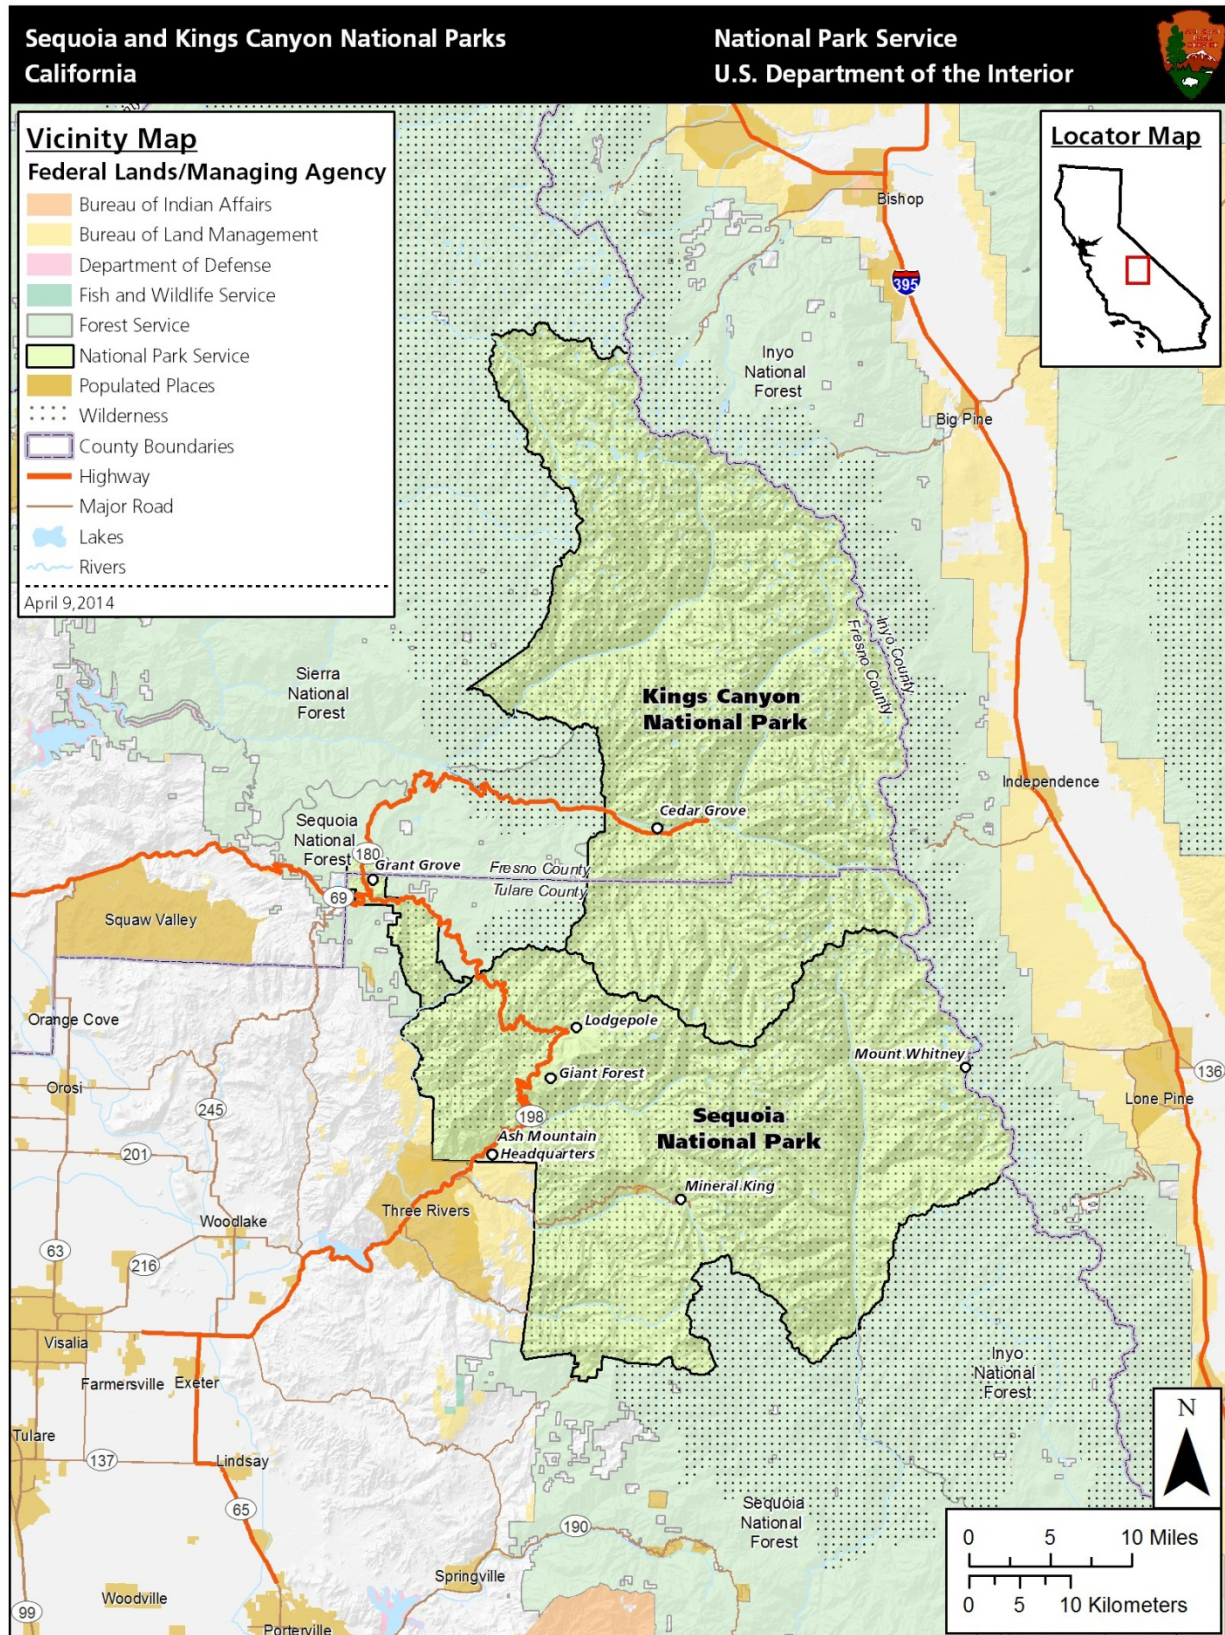 Sequoia and Kings Canyon National Parks
California
National Park Service
U.S. Department of the Interior
Vicinity Map
Federal Lands/Managing Agency
Bureau of Indian Affairs
Bureau of Land Management
Department of Defense
Fish and Wildlife Service
Forest Service
National Park Service
Populated Places
Wilderness
County Boundaries
Highway
Major Road
Lakes
Rivers
April 9,2014
Locator Map
Bishop
395
Inyo
National
Forest
Big Pine
Inyo County
Fresno County
Sierra
National
Forest
Kings Canyon
National Park
Independence
Cedar Grove
Sequoia
National
Forest
180
Grant Grove
Fresno County
Tulare County
69
Squaw Valley
Orange Cove
Lodgepole
Mount Whitney
Giant Forest
136
Orosi
245
Lone Pine
198
Sequoia
National Park
Ash Mountain
Headquarters
201
Mineral King
Three Rivers
Woodlake
63
216
Visalia
Inyo
National
Forest
Farmersville
Exeter
N
Tulare
137
Lindsay
65
Sequoia
National
Forest
190
0 5 10 Miles
Springville
Woodville
0 5 10 Kilometers
99
Porterville